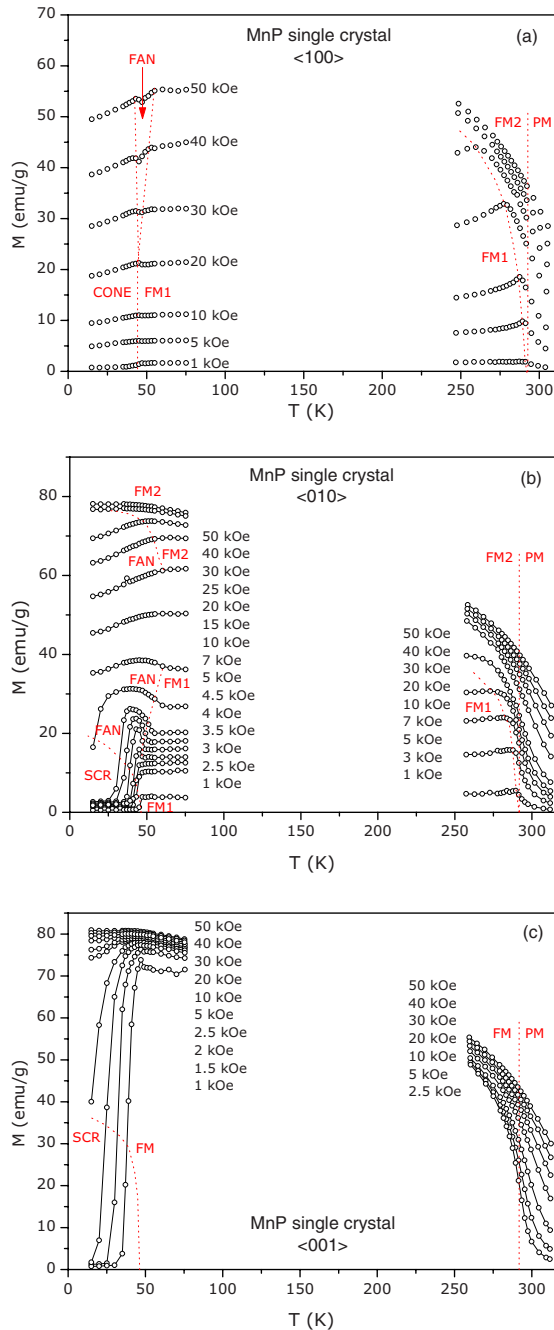 MnP single crystal
<100>
(a)
FAN
50 kOe
40 kOe
30 kOe
20 kOe
CONE FM1
10 kOe
5 kOe
1 kOe
FM2 PM
FM1
M (emu/g)
70
60
50
40
30
20
10
0
0 50 100 150 200 250 300
T (K)
MnP single crystal
<010>
(b)
FM2
FAN FM2
50 kOe
40 kOe
30 kOe
25 kOe
20 kOe
15 kOe
10 kOe
7 kOe
5 kOe
4.5 kOe
4 kOe
3.5 kOe
3 kOe
2.5 kOe
1 kOe
FAN FM1
FAN
SCR
FM1
FM2 PM
50 kOe
40 kOe
30 kOe
20 kOe
10 kOe
7 kOe
5 kOe
3 kOe
1 kOe
FM1
M (emu/g)
80
60
40
20
0
0 50 100 150 200 250 300
T (K)
(c)
50 kOe
40 kOe
30 kOe
20 kOe
10 kOe
5 kOe
2.5 kOe
2 kOe
1.5 kOe
1 kOe
50 kOe
40 kOe
30 kOe
20 kOe
10 kOe
5 kOe
2.5 kOe
FM PM
SCR FM
MnP single crystal
<001>
M (emu/g)
80
70
60
50
40
30
20
10
0
0 50 100 150 200 250 300
T (K)